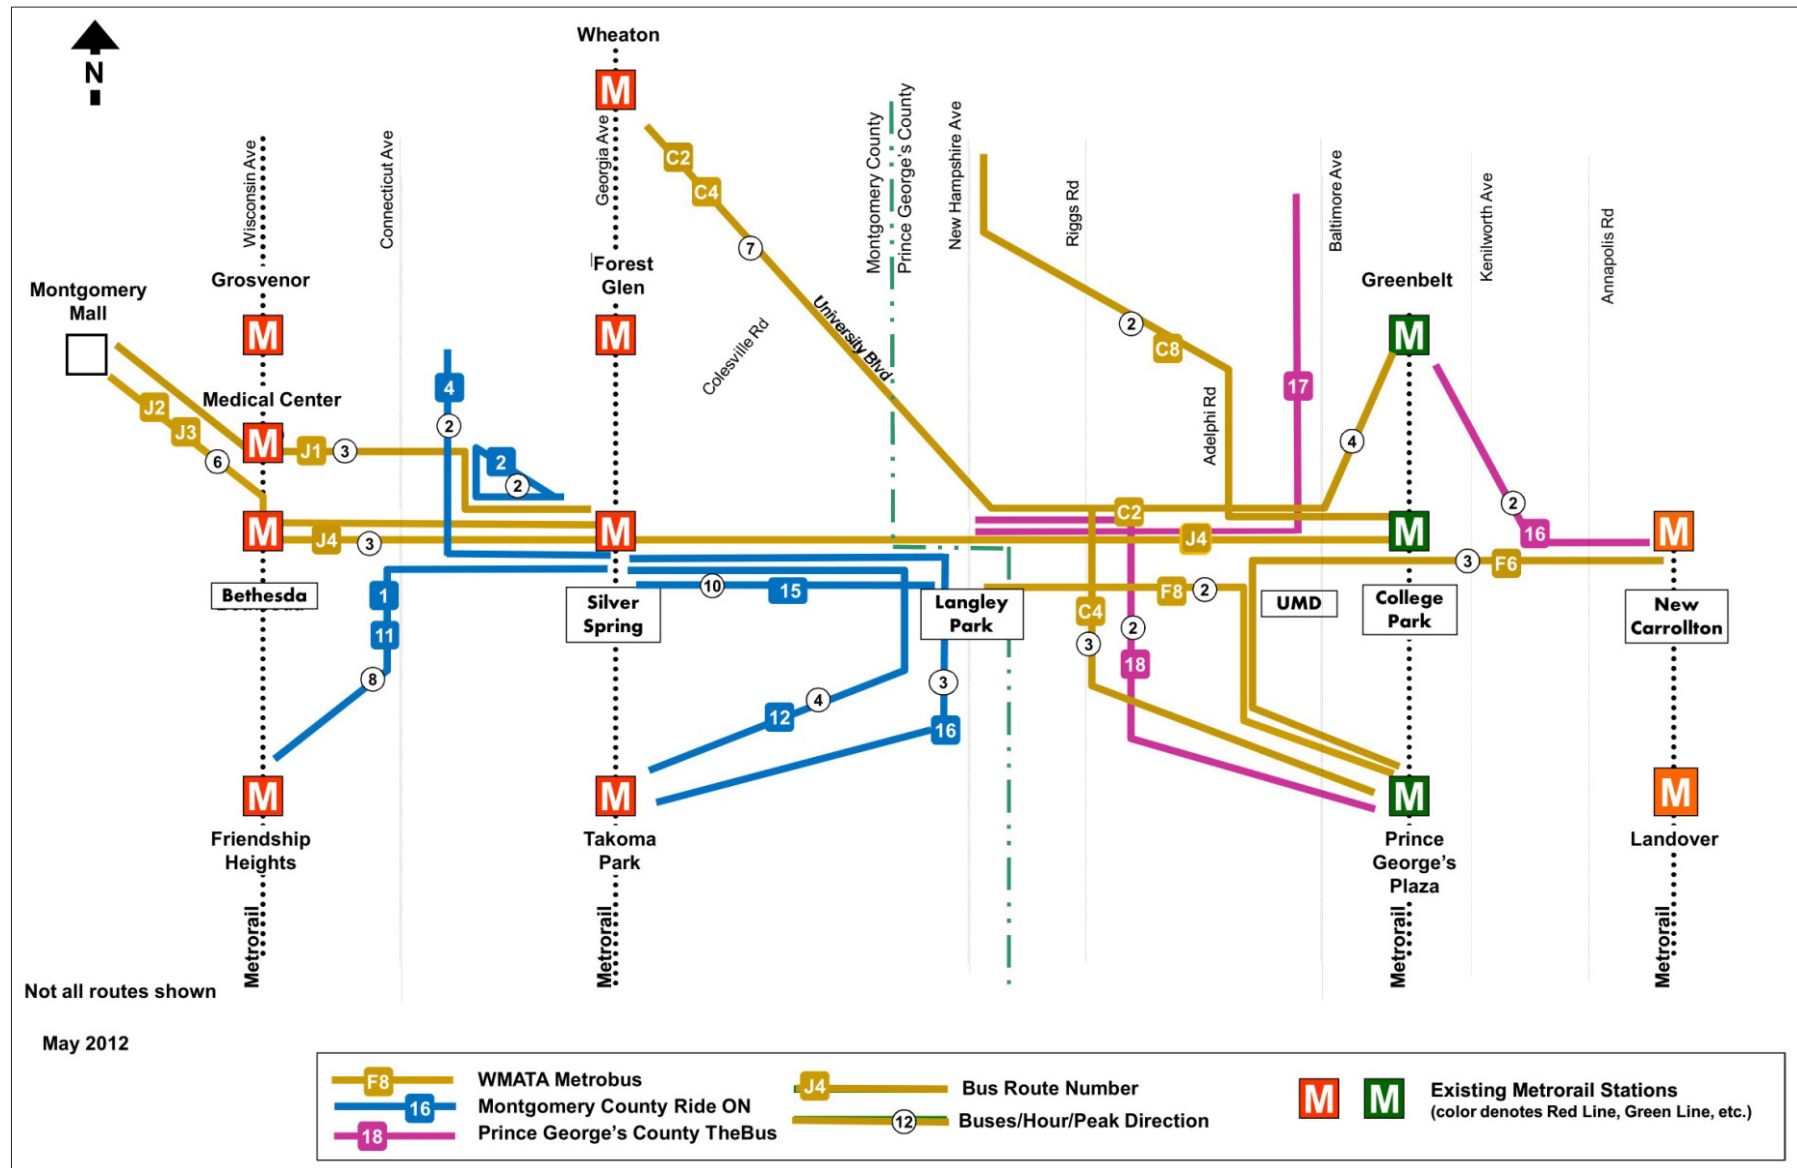 N
Wheaton
M
Georgia Ave
Wisconsin Ave
Connecticut Ave
C2
C4
7
University Blvd
Colesville Rd
Montgomery County
Prince George's County
New Hampshire Ave
Riggs Rd
Adelphi Rd
Baltimore Ave
Kenilworth Ave
Annapolis Rd
Montgomery
Mall
Grosvenor
M
Forest
Glen
M
Greenbelt
M
Medical Center
M
J2
J3
6
J1
3
4
2
2
2
2
C8
17
4
2
16
M
M
J4
3
M
C2
J4
M
3
F6
M
Bethesda
1
11
8
Silver
Spring
10
15
Langley
Park
F8
2
UMD
College
Park
New
Carrollton
C4
3
2
18
12
4
3
16
M
Friendship
Heights
M
Takoma
Park
M
Prince
George's
Plaza
M
Landover
Metrorail
Metrorail
Metrorail
Metrorail
Not all routes shown
May 2012
F8
WMATA Metrobus
16
Montgomery County Ride ON
18
Prince George's County TheBus
J4
Bus Route Number
12
Buses/Hour/Peak Direction
M
M
Existing Metrorail Stations
(color denotes Red Line, Green Line, etc.)